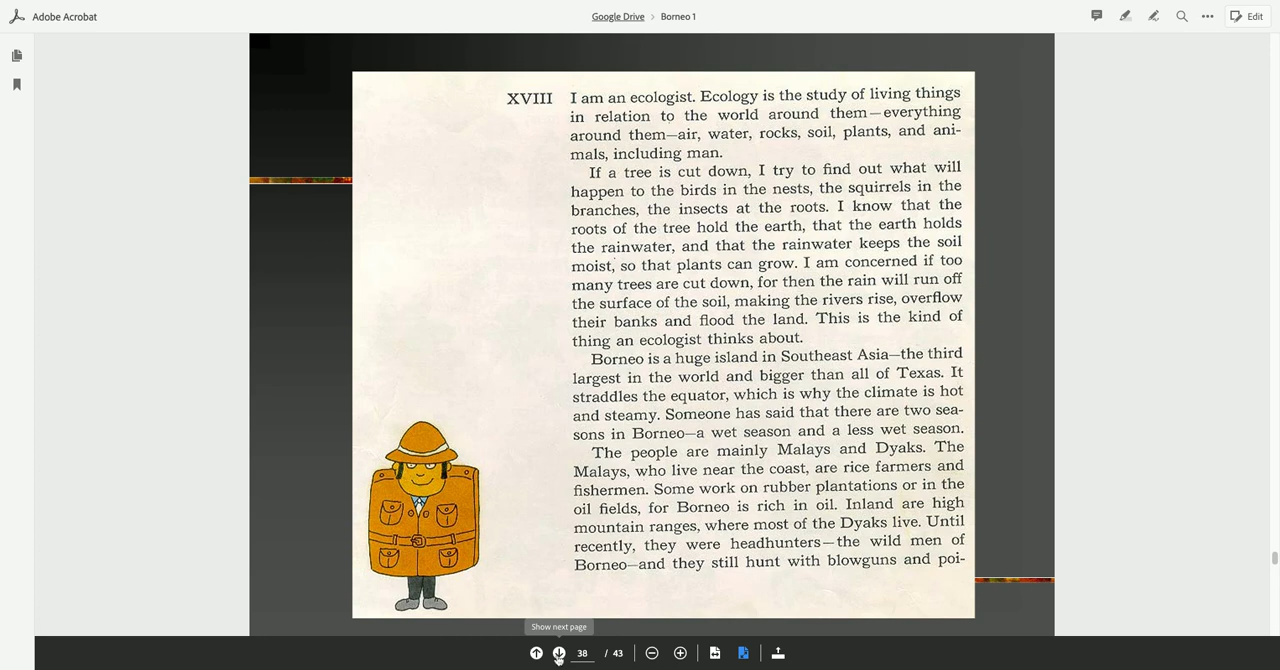 Adobe Acrobat
Google Drive > Borneo 1
Edit
XVIII I am an ecologist. Ecology is the study of living things
in relation to the world around them—everything
around them—air, water, rocks, soil, plants, and ani-
mals, including man.
If a tree is cut down, I try to find out what will
happen to the birds in the nests, the squirrels in the
branches, the insects at the roots. I know that the
roots of the tree hold the earth, that the earth holds
the rainwater, and that the rainwater keeps the soil
moist, so that plants can grow. I am concerned if too
many trees are cut down, for then the rain will run off
the surface of the soil, making the rivers rise, overflow
their banks and flood the land. This is the kind of
thing an ecologist thinks about.
Borneo is a huge island in Southeast Asia—the third
largest in the world and bigger than all of Texas. It
straddles the equator, which is why the climate is hot
and steamy. Someone has said that there are two sea-
sons in Borneo—a wet season and a less wet season.
The people are mainly Malays and Dyaks. The
Malays, who live near the coast, are rice farmers and
fishermen. Some work on rubber plantations or in the
oil fields, for Borneo is rich in oil. Inland are high
mountain ranges, where most of the Dyaks live. Until
recently, they were headhunters—the wild men of
Borneo—and they still hunt with blowguns and poi-
Show next page
38 / 43